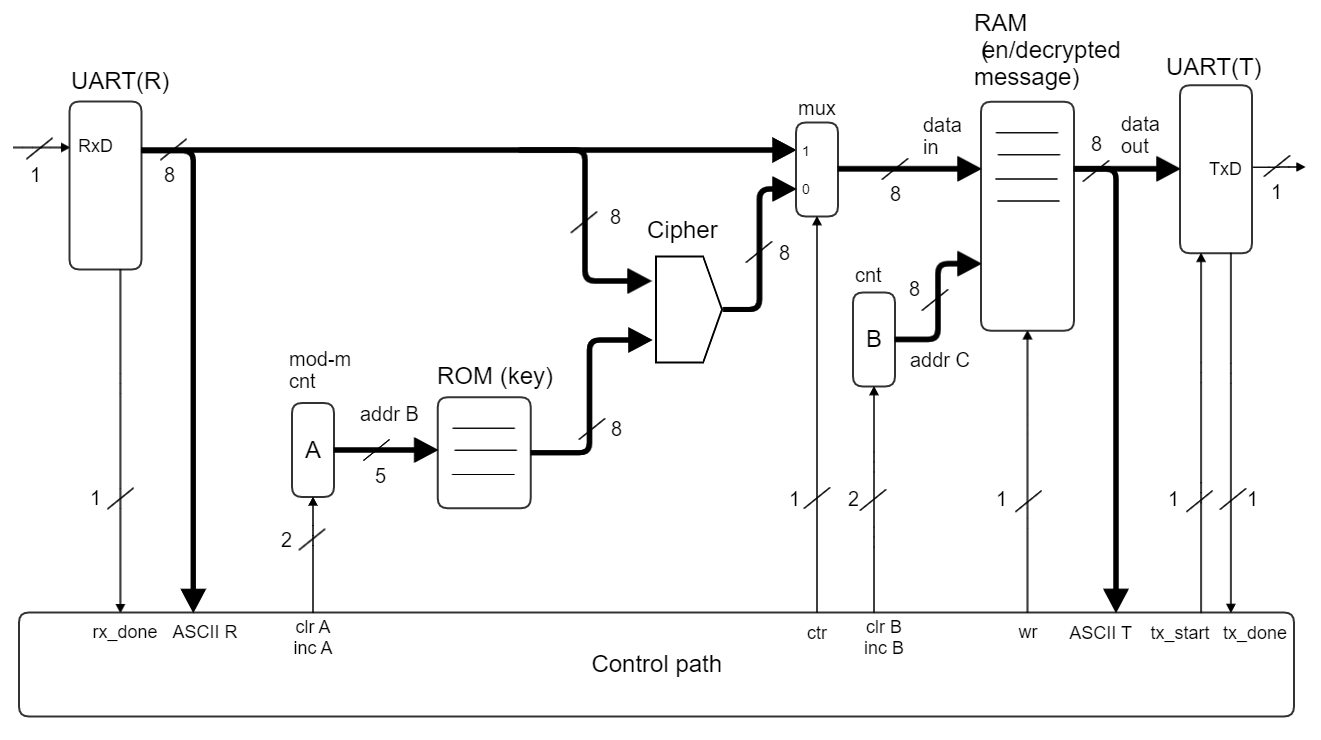 RAM
(en/decrypted
message)
UART(R)
UART(T)
mux
RxD
1
8
1
0
data
in
8
8
data
out
TxD
1
8
Cipher
8
cnt
8
B
addr C
mod-m
cnt
ROM (key)
addr B
A
5
8
1
2
1
2
1
1
1
rx_done
ASCII R
clr A
inc A
ctr
clr B
inc B
wr
ASCII T
tx_start
tx_done
Control path